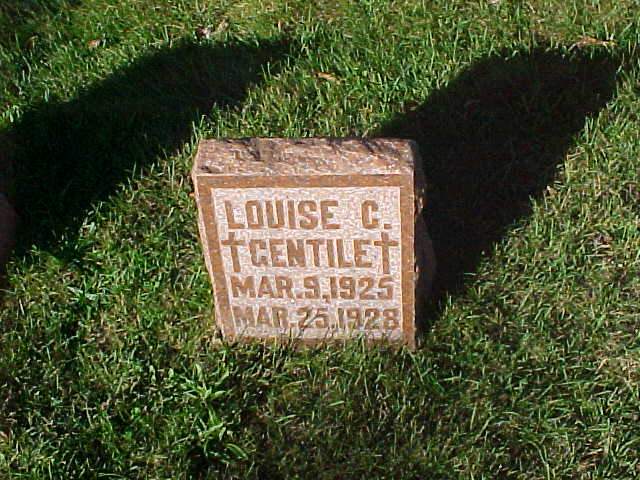 LOUISE C.
†GENTILE†
MAR. 9, 1925
MAR. 25, 1928